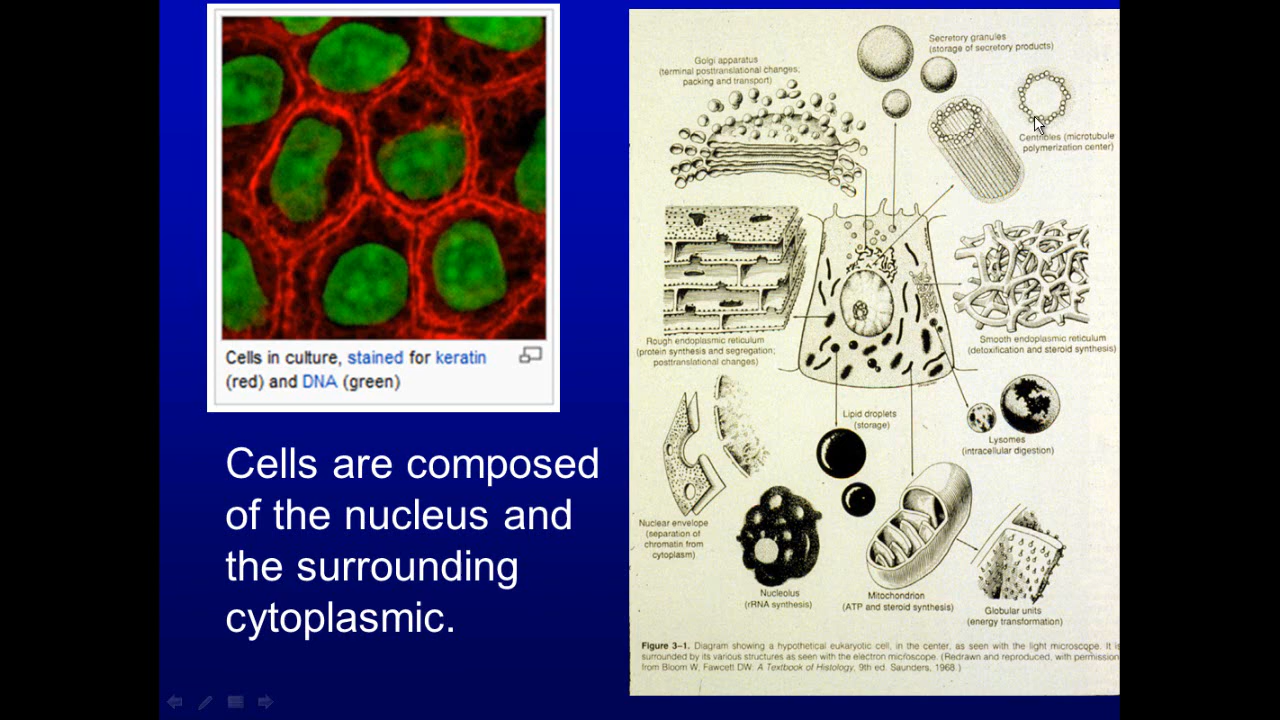 Cells in culture, stained for keratin
(red) and DNA (green)
Cells are composed
of the nucleus and
the surrounding
cytoplasmic.
Golgi apparatus
(terminal posttranslational changes;
packing and transport)
Secretory granules
(storage of secretory products)
Centrioles (microtubule
polymerization center)
Rough endoplasmic reticulum
(protein synthesis and segregation;
posttranslational changes)
Smooth endoplasmic reticulum
(detoxification and steroid synthesis)
Lipid droplets
(storage)
Lysomes
(intracellular digestion)
Nuclear envelope
(separation of
chromatin from
cytoplasm)
Nucleolus
(rRNA synthesis)
Mitochondrion
(ATP and steroid synthesis)
Globular units
(energy transformation)
Figure 3–1. Diagram showing a hypothetical eukaryotic cell, in the center, as seen with the light microscope. It is
surrounded by its various structures as seen with the electron microscope. (Redrawn and reproduced, with permission
from Bloom W, Fawcett DW: A Textbook of Histology, 9th ed. Saunders, 1968.)